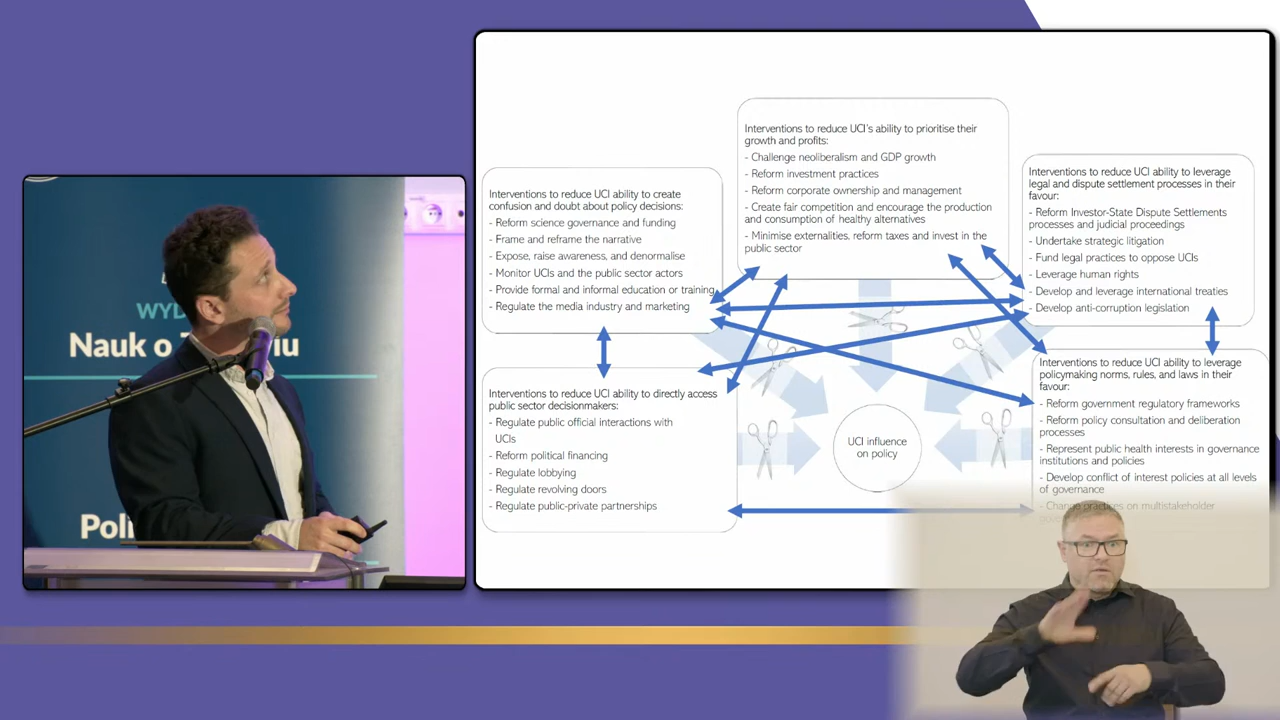 WYD
Nauk o Z iu
Pol
Interventions to reduce UCI ability to create
confusion and doubt about policy decisions:
- Reform science governance and funding
- Frame and reframe the narrative
- Expose, raise awareness, and denormalise
- Monitor UCIs and the public sector actors
- Provide formal and informal education or training
- Regulate the media industry and marketing
Interventions to reduce UCI's ability to prioritise their
growth and profits:
- Challenge neoliberalism and GDP growth
- Reform investment practices
- Reform corporate ownership and management
- Create fair competition and encourage the production
and consumption of healthy alternatives
- Minimise externalities, reform taxes and invest in the
public sector
Interventions to reduce UCI ability to leverage
legal and dispute settlement processes in their
favour:
- Reform Investor-State Dispute Settlements
processes and judicial proceedings
- Undertake strategic litigation
- Fund legal practices to oppose UCIs
- Leverage human rights
- Develop and leverage international treaties
- Develop anti-corruption legislation
Interventions to reduce UCI ability to directly access
public sector decisionmakers:
- Regulate public official interactions with
UCIs
- Reform political financing
- Regulate lobbying
- Regulate revolving doors
- Regulate public-private partnerships
UCI influence
on policy
Interventions to reduce UCI ability to leverage
policymaking norms, rules, and laws in their
favour:
- Reform government regulatory frameworks
- Reform policy consultation and deliberation
processes
- Represent public health interests in governance
institutions and policies
- Develop conflict of interest policies at all levels
of governance
- Change practices on multistakeholder